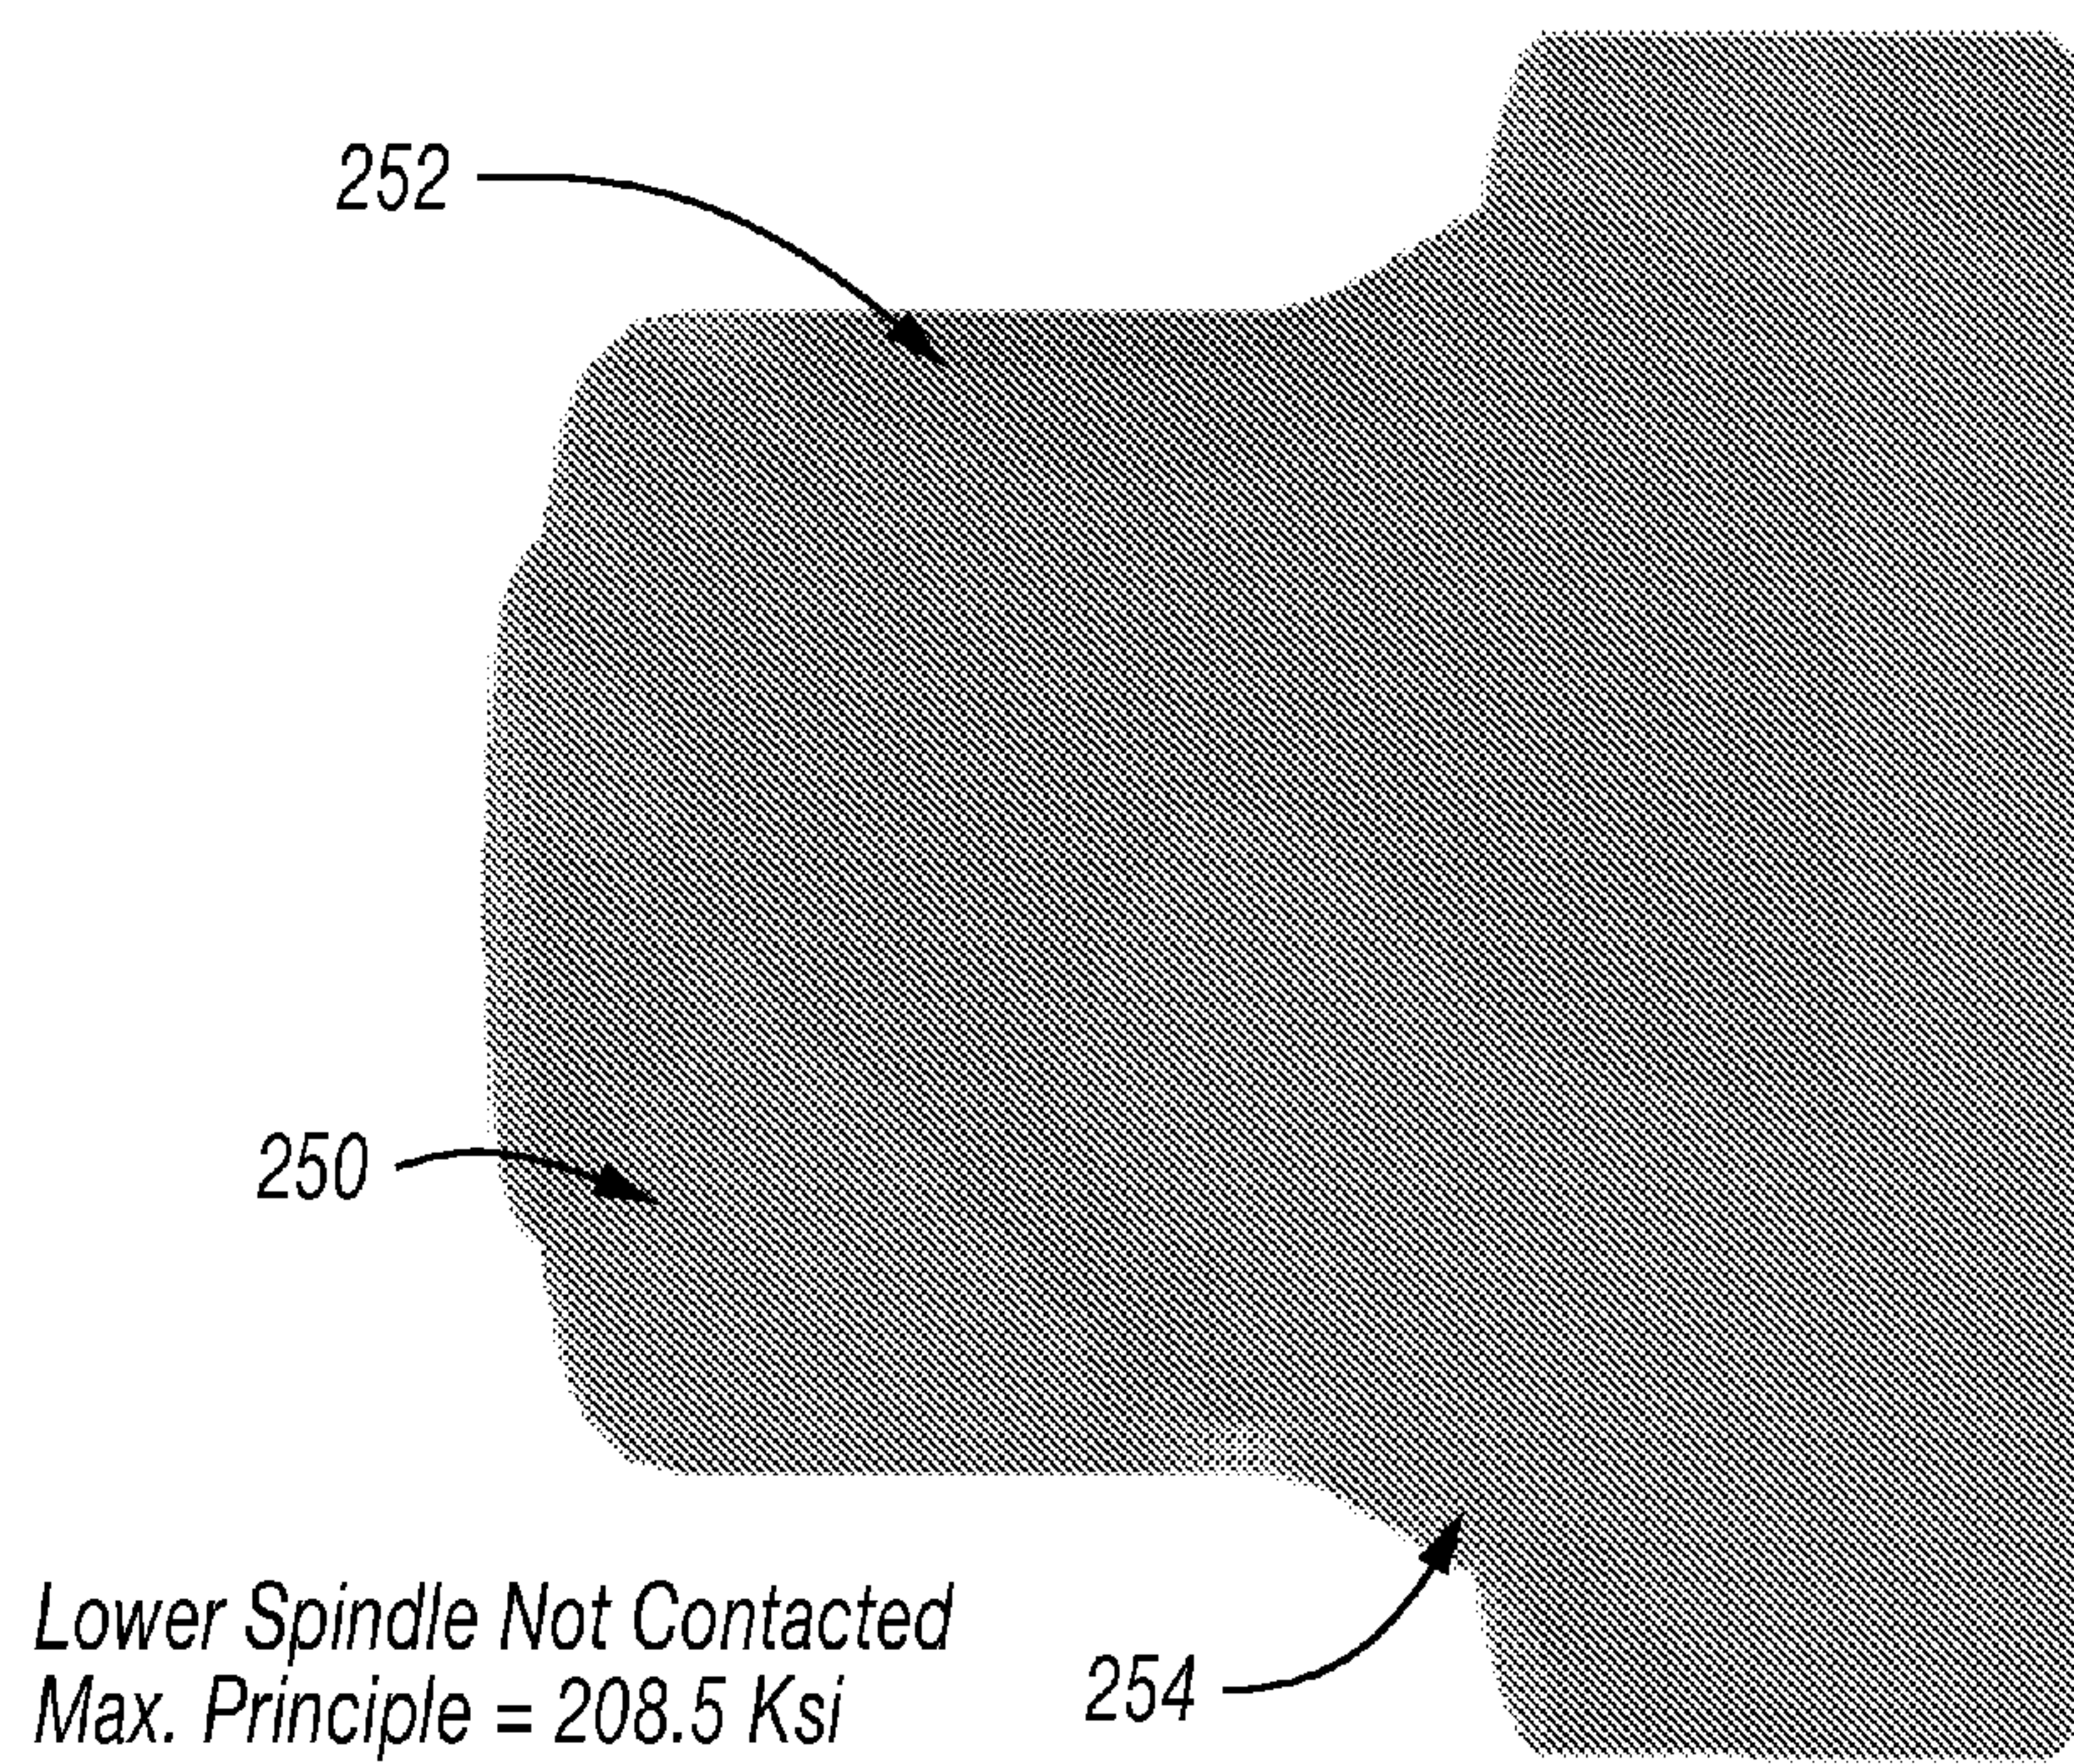 252
250
Lower Spindle Not Contacted
Max. Principle = 208.5 Ksi
254